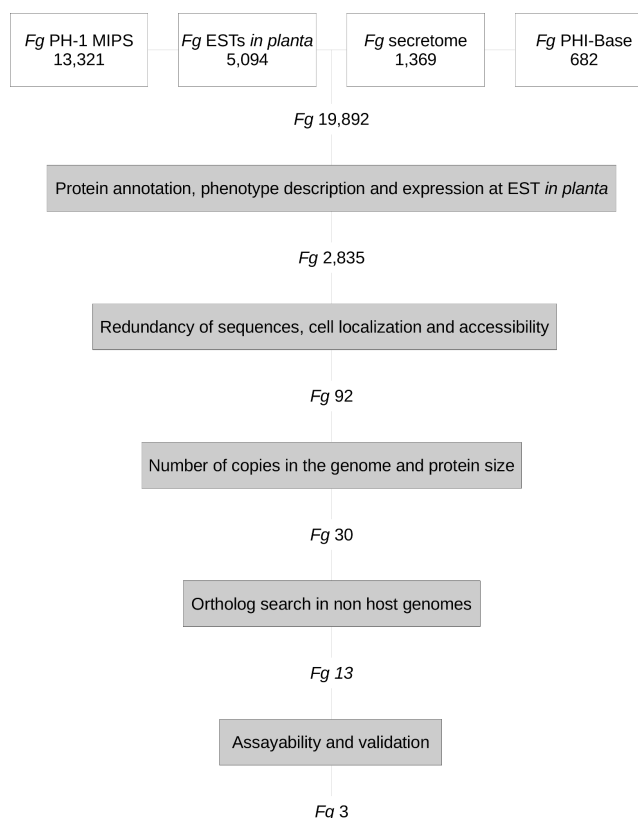 Fg PH-1 MIPS
13,321
Fg ESTs in planta
5,094
Fg secretome
1,369
Fg PHI-Base
682
Fg 19,892
Protein annotation, phenotype description and expression at EST in planta
Fg 2,835
Redundancy of sequences, cell localization and accessibility
Fg 92
Number of copies in the genome and protein size
Fg 30
Ortholog search in non host genomes
Fg 13
Assayability and validation
Fg 3